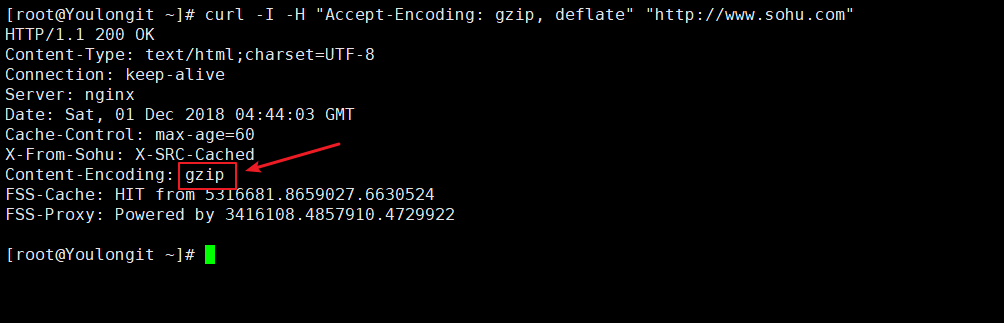 [root@Youlongit ~]# curl -I -H "Accept-Encoding: gzip, deflate" "http://www.sohu.com"
HTTP/1.1 200 OK
Content-Type: text/html;charset=UTF-8
Connection: keep-alive
Server: nginx
Date: Sat, 01 Dec 2018 04:44:03 GMT
Cache-Control: max-age=60
X-From-Sohu: X-SRC-Cached
Content-Encoding: gzip
FSS-Cache: HIT from 5316681.8659027.6630524
FSS-Proxy: Powered by 3416108.4857910.4729922
[root@Youlongit ~]#